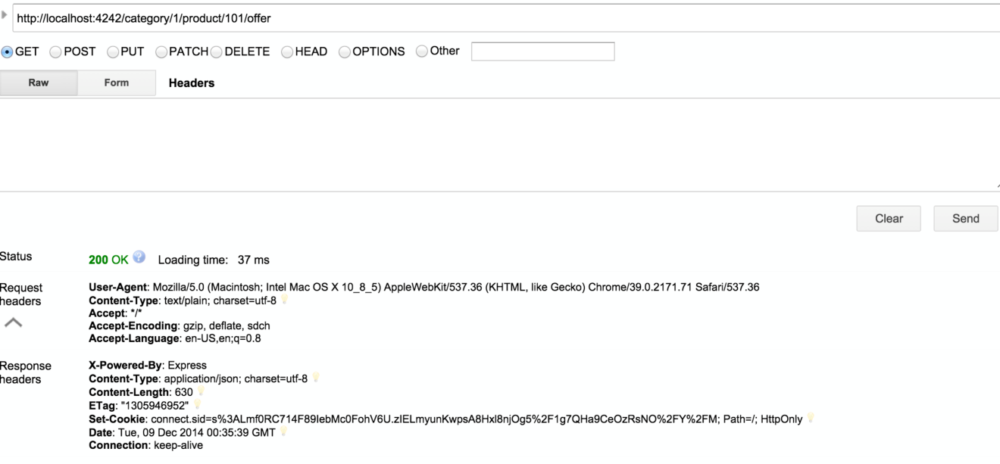 http://localhost:4242/category/1/product/101/offer
GET POST PUT PATCH DELETE HEAD OPTIONS Other
Raw Form Headers
Clear Send
Status 200 OK Loading time: 37 ms
Request headers
User-Agent: Mozilla/5.0 (Macintosh; Intel Mac OS X 10_8_5) AppleWebKit/537.36 (KHTML, like Gecko) Chrome/39.0.2171.71 Safari/537.36
Content-Type: text/plain; charset=utf-8
Accept: */*
Accept-Encoding: gzip, deflate, sdch
Accept-Language: en-US,en;q=0.8
Response headers
X-Powered-By: Express
Content-Type: application/json; charset=utf-8
Content-Length: 630
ETag: "1305946952"
Set-Cookie: connect.sid=s%3ALmf0RC714F89IebMc0FohV6U.zIELmyunKwpsA8Hxl8njOg5%2F1g7QHa9CeOzRsNO%2FY%2FM; Path=/; HttpOnly
Date: Tue, 09 Dec 2014 00:35:39 GMT
Connection: keep-alive